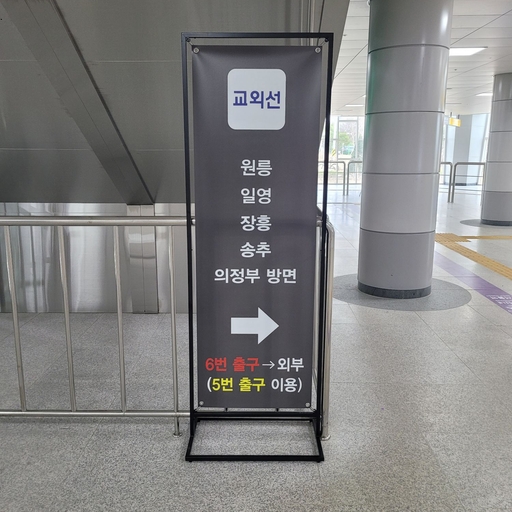 교외선
원릉
일영
장흥
송추
의정부 방면
6번 출구→외부
(5번 출구 이용)